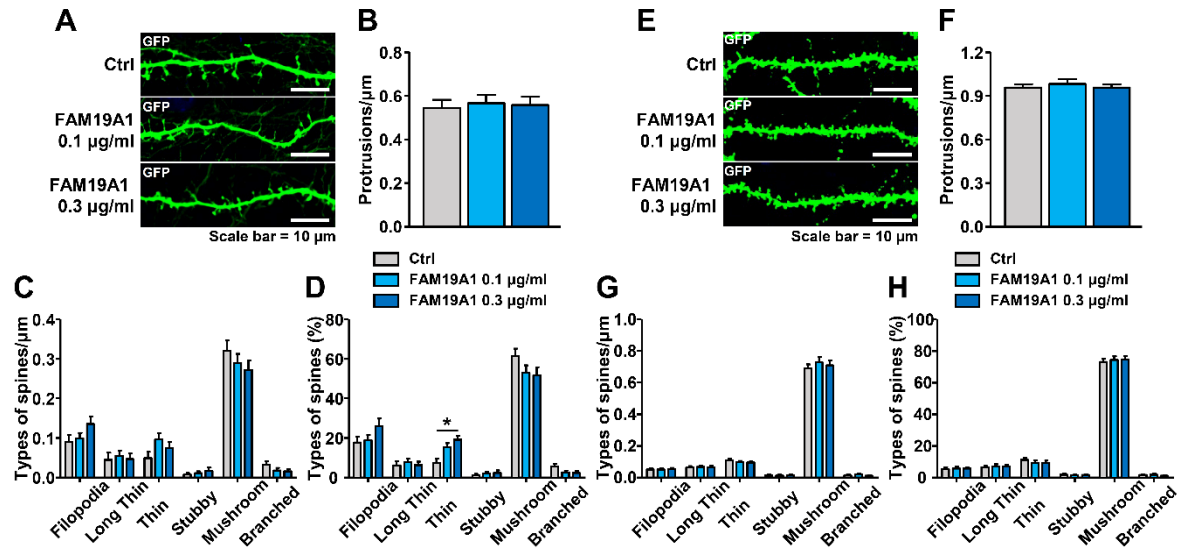 A
GFP
Ctrl
GFP
FAM19A1
0.1 µg/ml
GFP
FAM19A1
0.3 µg/ml
Scale bar = 10 µm
B
Protrusions/µm
0.8
0.6
0.4
0.2
0.0
E
GFP
Ctrl
GFP
FAM19A1
0.1 µg/ml
GFP
FAM19A1
0.3 µg/ml
Scale bar = 10 µm
F
Protrusions/µm
1.2
0.9
0.6
0.3
0.0
C
Types of spines/µm
0.4
0.3
0.2
0.1
0.0
Filopodia
Long Thin
Thin
Stubby
Mushroom
Branched
Ctrl
FAM19A1 0.1 µg/ml
FAM19A1 0.3 µg/ml
D
Types of spines (%)
80
60
40
20
0
*
Filopodia
Long Thin
Thin
Stubby
Mushroom
Branched
G
Types of spines/µm
1.0
0.8
0.6
0.4
0.2
0.0
Filopodia
Long Thin
Thin
Stubby
Mushroom
Branched
Ctrl
FAM19A1 0.1 µg/ml
FAM19A1 0.3 µg/ml
H
Types of spines (%)
100
80
60
40
20
0
Filopodia
Long Thin
Thin
Stubby
Mushroom
Branched